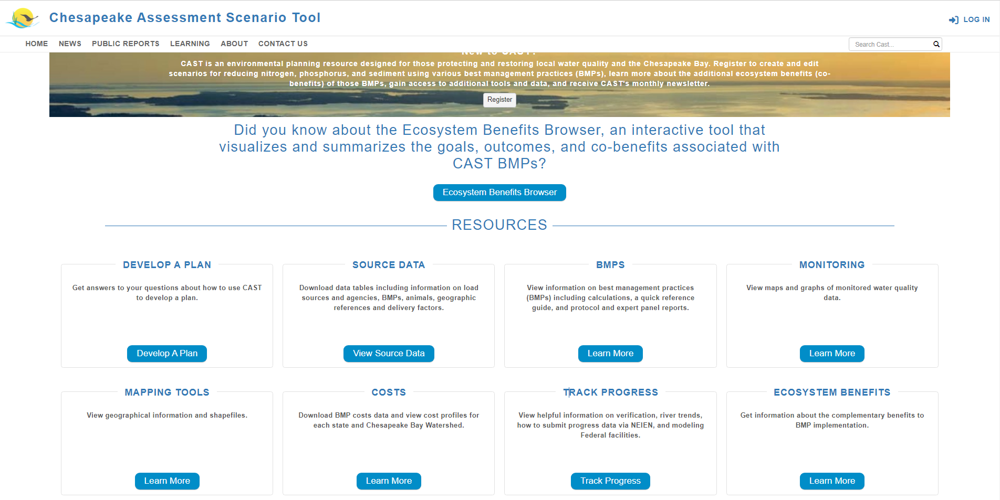 Chesapeake Assessment Scenario Tool
LOG IN
HOME NEWS PUBLIC REPORTS LEARNING ABOUT CONTACT US
Search Cast...
New to CAST?
CAST is an environmental planning resource designed for those protecting and restoring local water quality and the Chesapeake Bay. Register to create and edit
scenarios for reducing nitrogen, phosphorus, and sediment using various best management practices (BMPs), learn more about the additional ecosystem benefits (co-
benefits) of those BMPs, gain access to additional tools and data, and receive CAST's monthly newsletter.
Register
Did you know about the Ecosystem Benefits Browser, an interactive tool that
visualizes and summarizes the goals, outcomes, and co-benefits associated with
CAST BMPs?
Ecosystem Benefits Browser
RESOURCES
DEVELOP A PLAN
Get answers to your questions about how to use CAST
to develop a plan.
Develop A Plan
SOURCE DATA
Download data tables including information on load
sources and agencies, BMPs, animals, geographic
references and delivery factors.
View Source Data
BMPS
View information on best management practices
(BMPs) including calculations, a quick reference
guide, and protocol and expert panel reports.
Learn More
MONITORING
View maps and graphs of monitored water quality
data.
Learn More
MAPPING TOOLS
View geographical information and shapefiles.
Learn More
COSTS
Download BMP costs data and view cost profiles for
each state and Chesapeake Bay Watershed.
Learn More
TRACK PROGRESS
View helpful information on verification, river trends,
how to submit progress data via NEIEN, and modeling
Federal facilities.
Track Progress
ECOSYSTEM BENEFITS
Get information about the complementary benefits to
BMP implementation.
Learn More